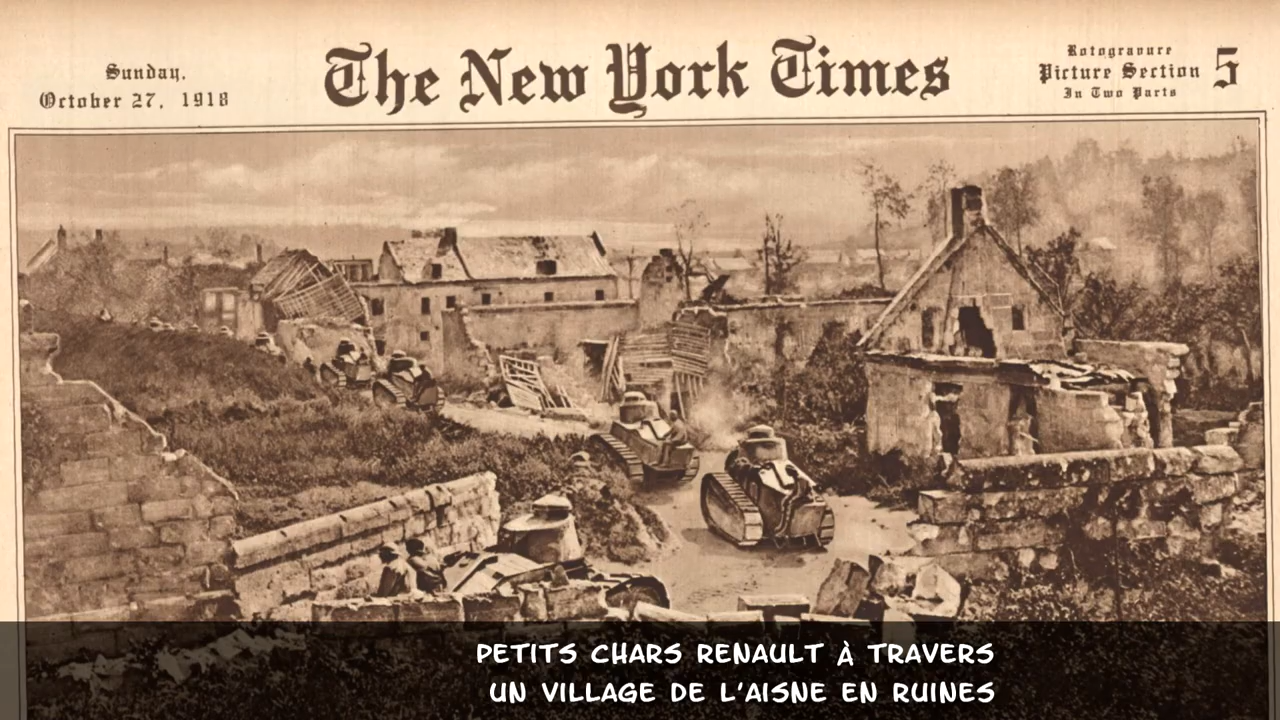 Sunday,
October 27, 1918
The New York Times
Rotogravure
Picture Section
In Two Parts
5
PETITS CHARS RENAULT À TRAVERS
UN VILLAGE DE L'AISNE EN RUINES